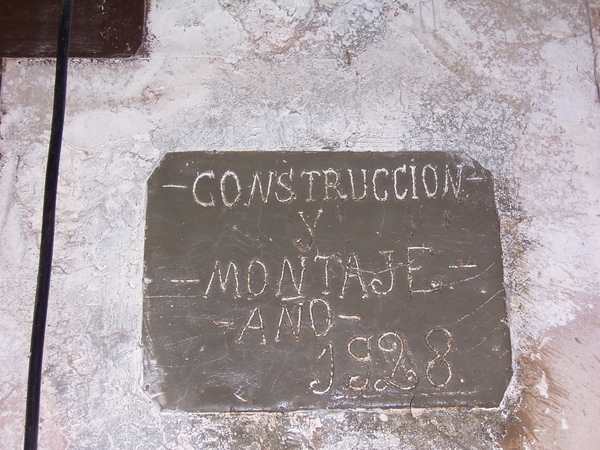 -CONSTRUCCION-
y
-MONTAJE-
-AÑO-
1928.